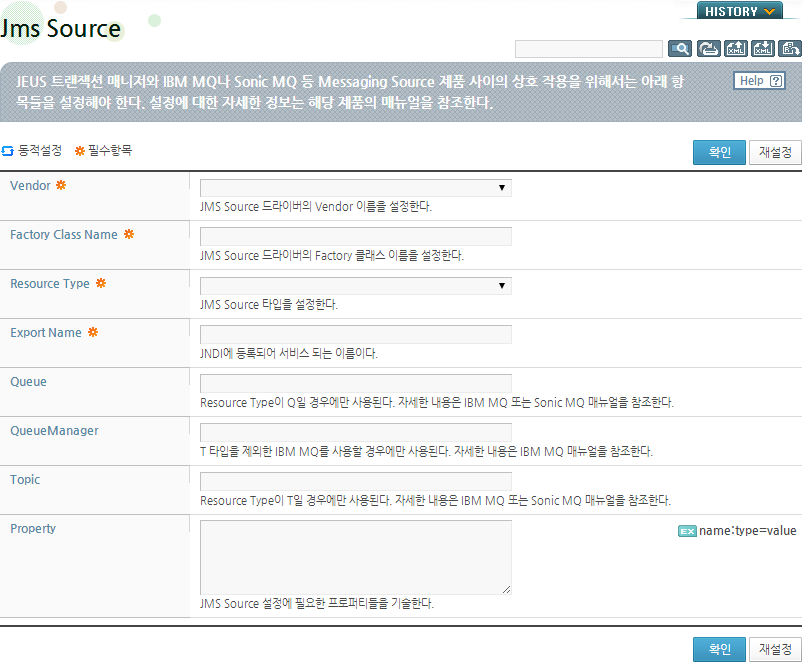 HISTORY
Jms Source
JEUS 트랜잭션 매니저와 IBM MQ나 Sonic MQ 등 Messaging Source 제품 사이의 상호 작용을 위해서는 아래 항
목들을 설정해야 한다. 설정에 대한 자세한 정보는 해당 제품의 매뉴얼을 참조한다.
Help ?
동적설정 필수항목
확인 재설정
Vendor
JMS Source 드라이버의 Vendor 이름을 설정한다.
Factory Class Name
JMS Source 드라이버의 Factory 클래스 이름을 설정한다.
Resource Type
JMS Source 타입을 설정한다.
Export Name
JNDI에 등록되어 서비스 되는 이름이다.
Queue
Resource Type이 Q일 경우에만 사용된다. 자세한 내용은 IBM MQ 또는 Sonic MQ 매뉴얼을 참조한다.
QueueManager
T 타입을 제외한 IBM MQ를 사용할 경우에만 사용된다. 자세한 내용은 IBM MQ 매뉴얼을 참조한다.
Topic
Resource Type이 T일 경우에만 사용된다. 자세한 내용은 IBM MQ 또는 Sonic MQ 매뉴얼을 참조한다.
Property
EX name:type=value
JMS Source 설정에 필요한 프로퍼티들을 기술한다.
확인 재설정